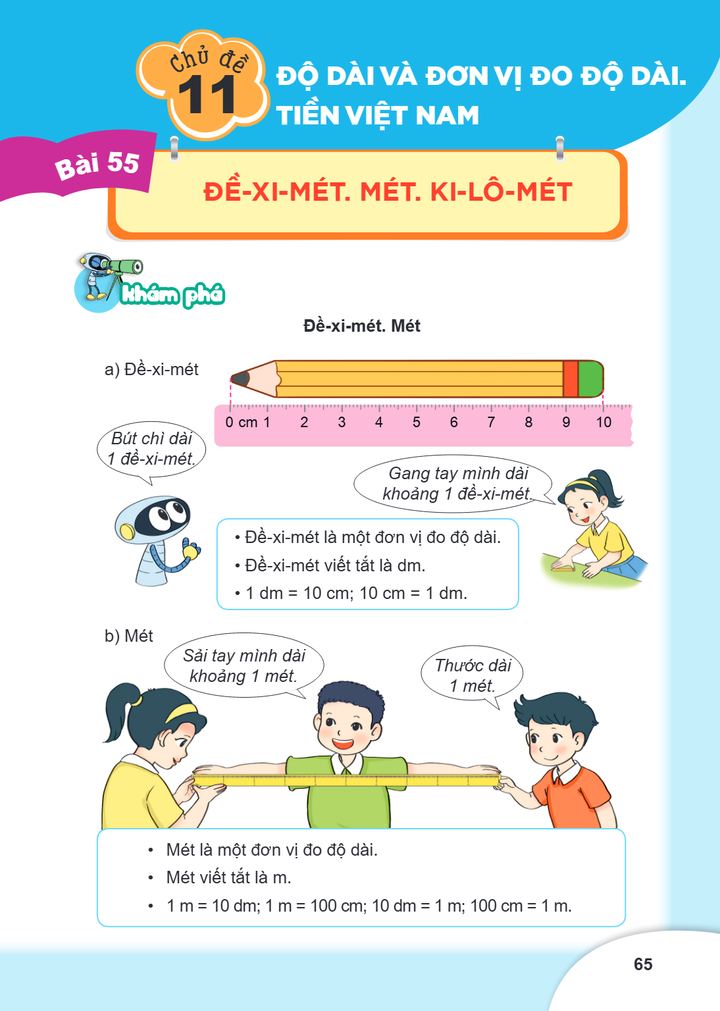 Chủ đề
11
ĐỘ DÀI VÀ ĐƠN VỊ ĐO ĐỘ DÀI.
TIỀN VIỆT NAM
Bài 55
ĐỀ-XI-MÉT. MÉT. KI-LÔ-MÉT
khám phá
Đề-xi-mét. Mét
a) Đề-xi-mét
0 cm 1 2 3 4 5 6 7 8 9 10
Bút chì dài
1 đề-xi-mét.
Gang tay mình dài
khoảng 1 đề-xi-mét.
• Đề-xi-mét là một đơn vị đo độ dài.
• Đề-xi-mét viết tắt là dm.
• 1 dm = 10 cm; 10 cm = 1 dm.
b) Mét
Sải tay mình dài
khoảng 1 mét.
Thước dài
1 mét.
• Mét là một đơn vị đo độ dài.
• Mét viết tắt là m.
• 1 m = 10 dm; 1 m = 100 cm; 10 dm = 1 m; 100 cm = 1 m.
65